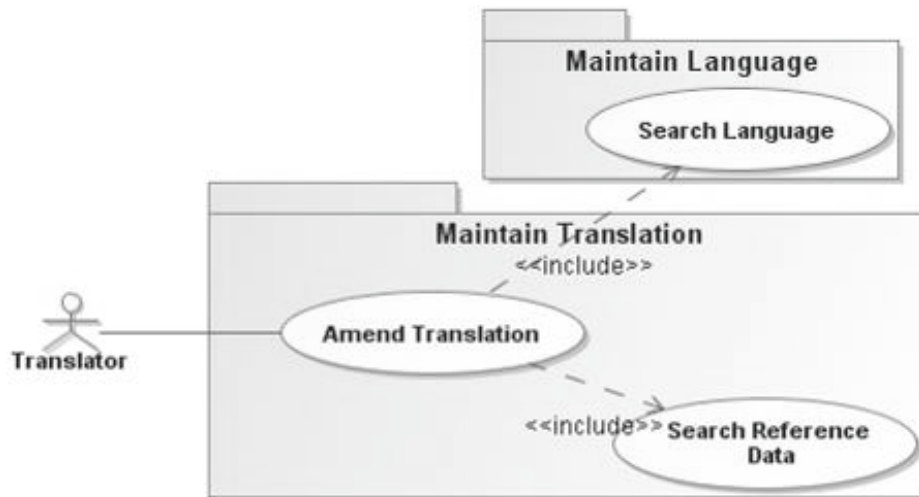 Maintain Language
Search Language
Maintain Translation
<<include>>
Amend Translation
Translator
<<include>>
Search Reference
Data